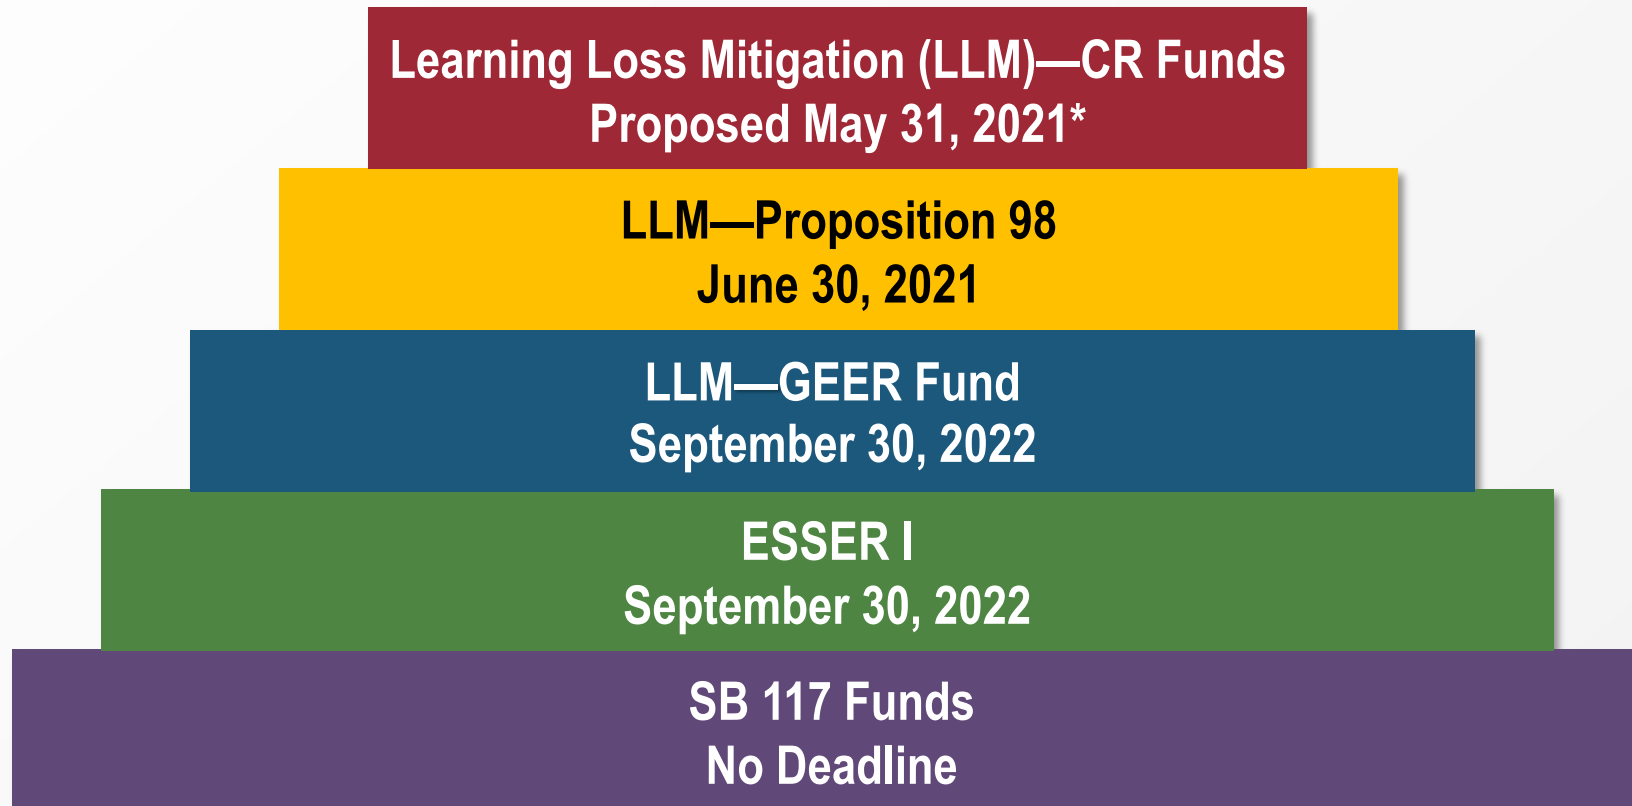 Learning Loss Mitigation (LLM)—CR Funds
Proposed May 31, 2021*
LLM—Proposition 98
June 30, 2021
LLM—GEER Fund
September 30, 2022
ESSER I
September 30, 2022
SB 117 Funds
No Deadline